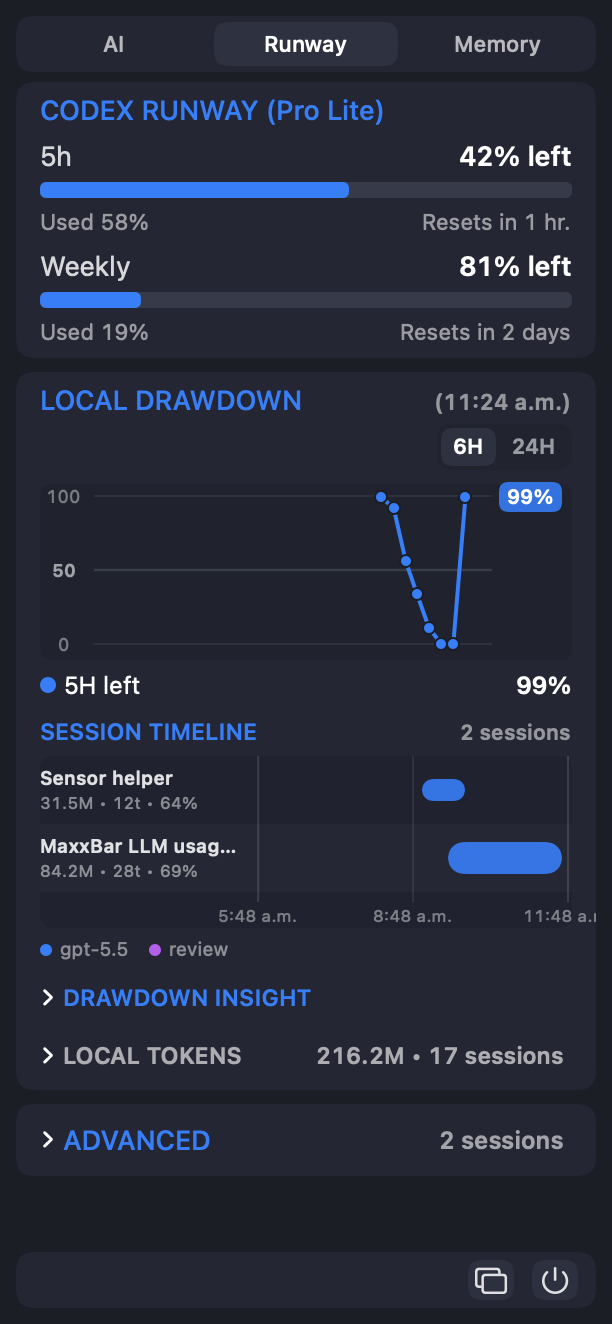 AI Runway Memory
CODEX RUNWAY (Pro Lite)
5h 42% left
Used 58% Resets in 1 hr.
Weekly 81% left
Used 19% Resets in 2 days
LOCAL DRAWDOWN (11:24 a.m.)
6H 24H
100 99%
50
0
5H left 99%
SESSION TIMELINE 2 sessions
Sensor helper
31.5M • 12t • 64%
MaxxBar LLM usag...
84.2M • 28t • 69%
5:48 a.m. 8:48 a.m. 11:48 a.r
gpt-5.5 review
DRAWDOWN INSIGHT
LOCAL TOKENS 216.2M • 17 sessions
ADVANCED 2 sessions